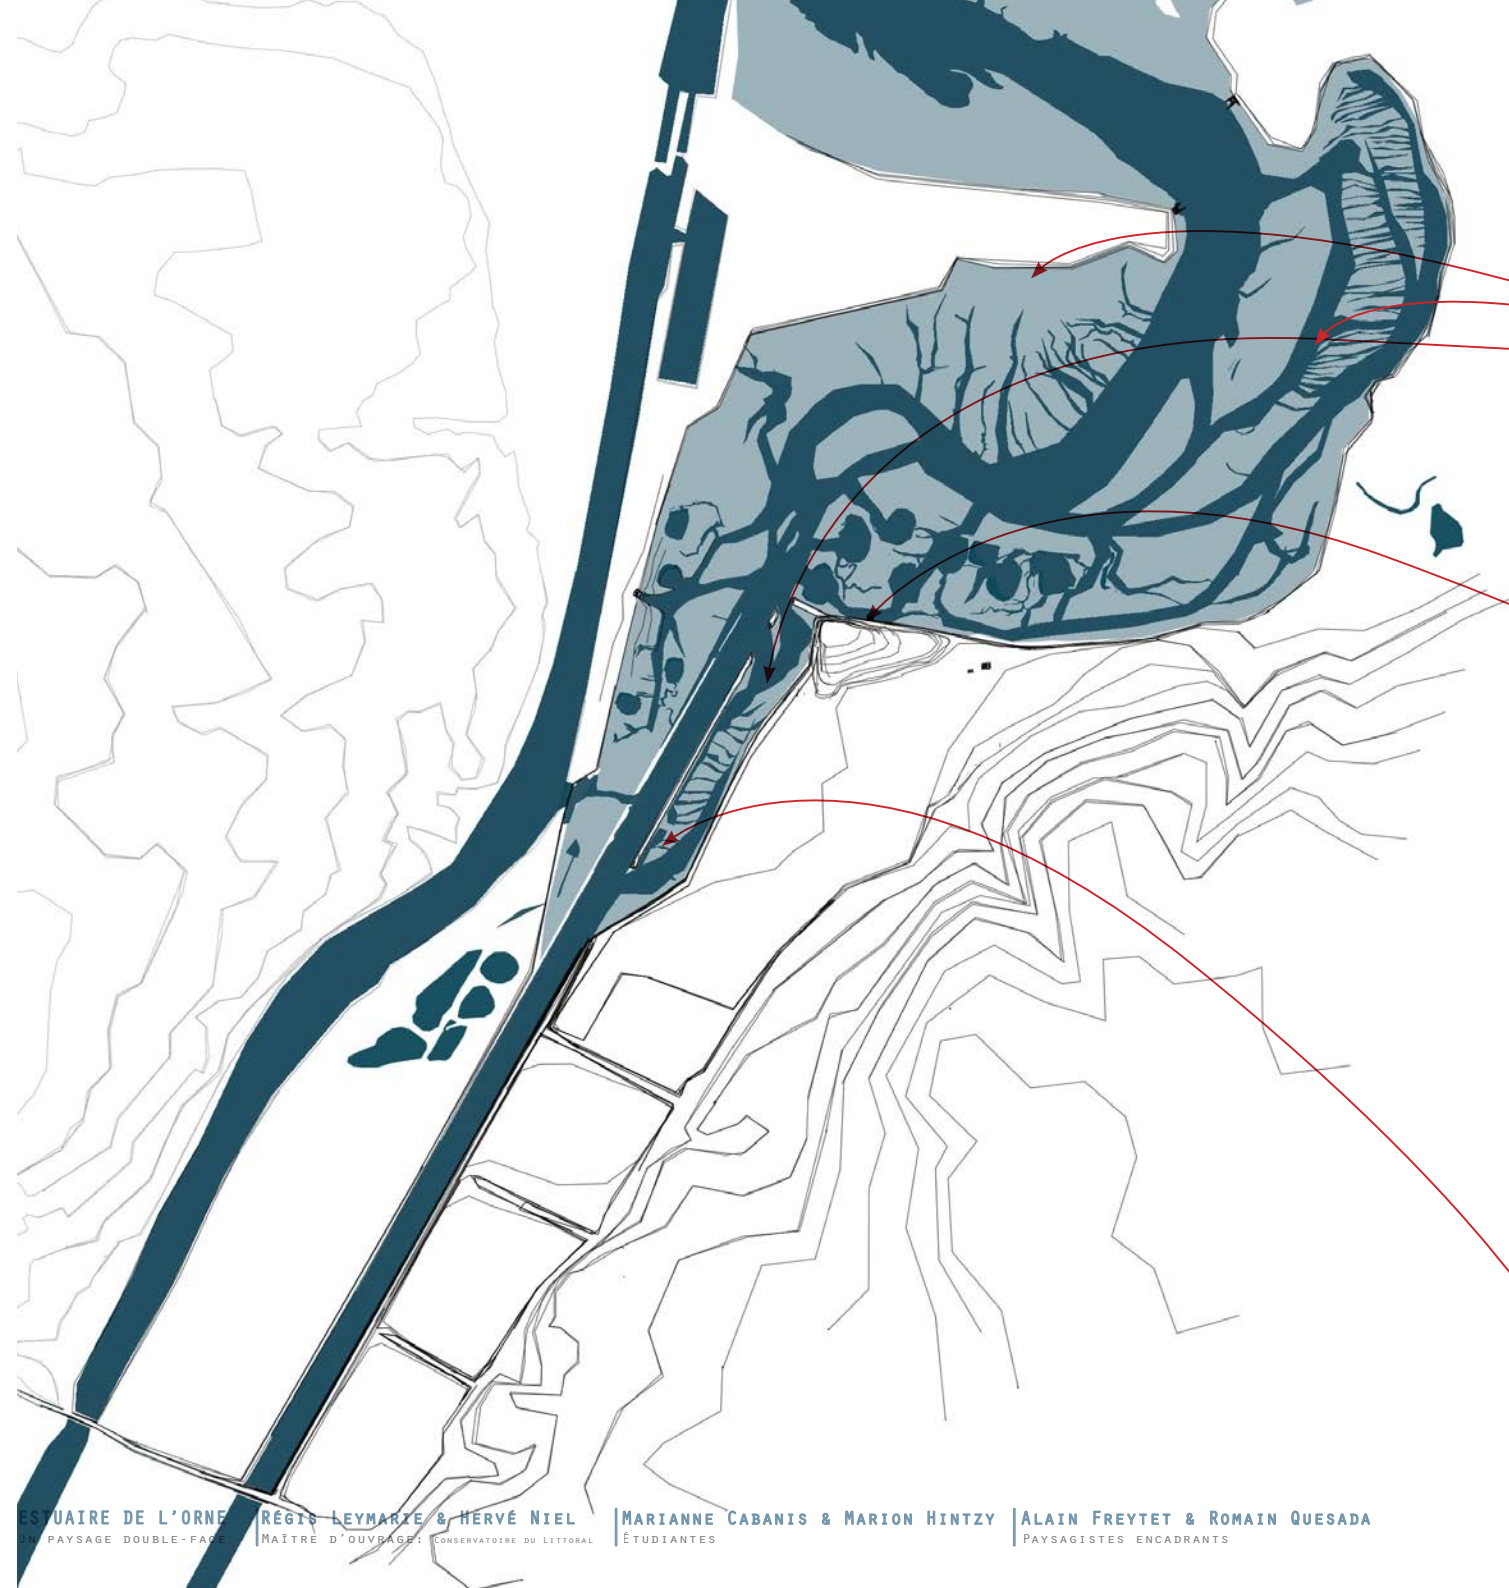 ESTUAIRE DE L'ORNE
UN PAYSAGE DOUBLE-FACE
RÉGIS LEYMARIE & HERVÉ NIEL
MAÎTRE D'OUVRAGE: CONSERVATOIRE DU LITTORAL
MARIANNE CABANIS & MARION HINTZY
ÉTUDIANTES
ALAIN FREYTET & ROMAIN QUESADA
PAYSAGISTES ENCADRANTS